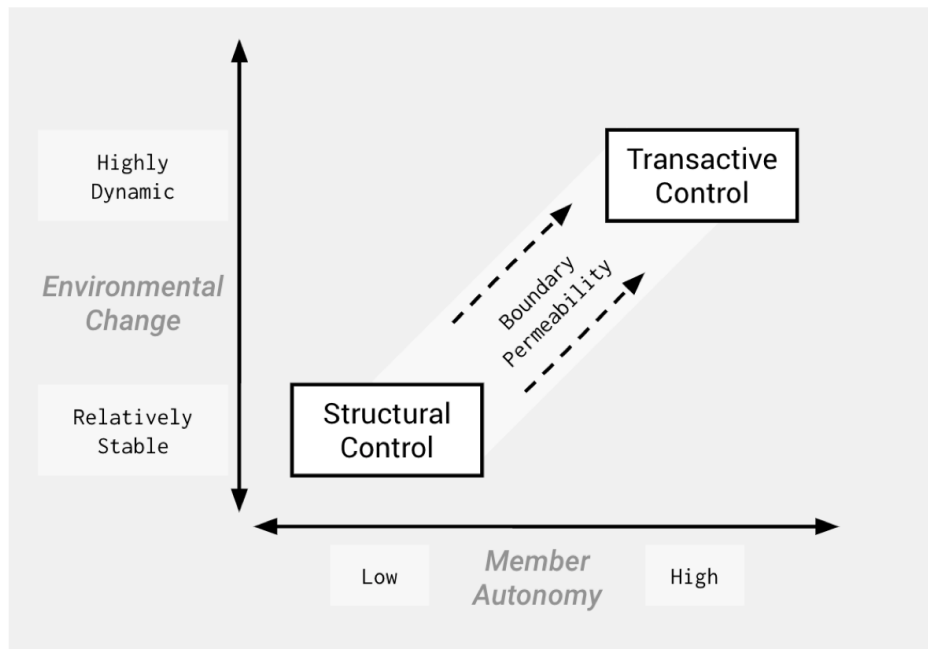 Highly
Dynamic
Environmental
Change
Relatively
Stable
Transactive
Control
Boundary
Permeability
Structural
Control
Low
Member
Autonomy
High